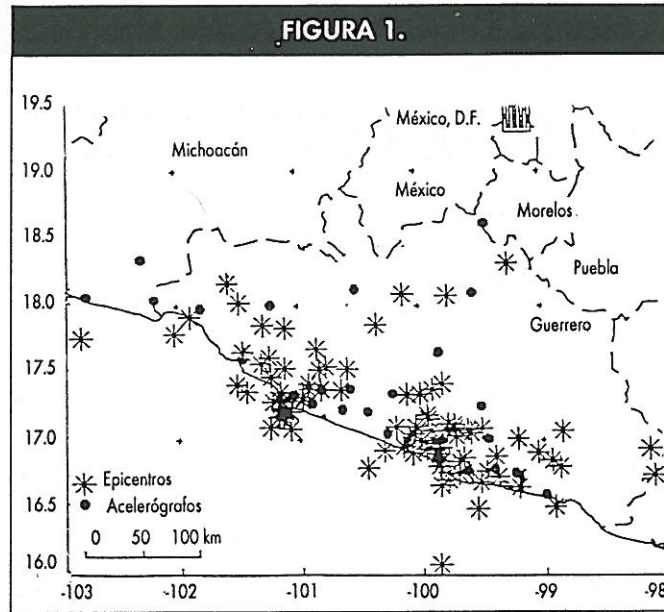 FIGURA 1.
19.5
México, D.F.
Michoacán
19.0
México
Morelos
18.5
Puebla
18.0
Guerrero
17.5
17.0
Epicentros
16.5
Acelerógrafos
0 50 100 km
16.0
-103 -102 -101 -100 -99 -98